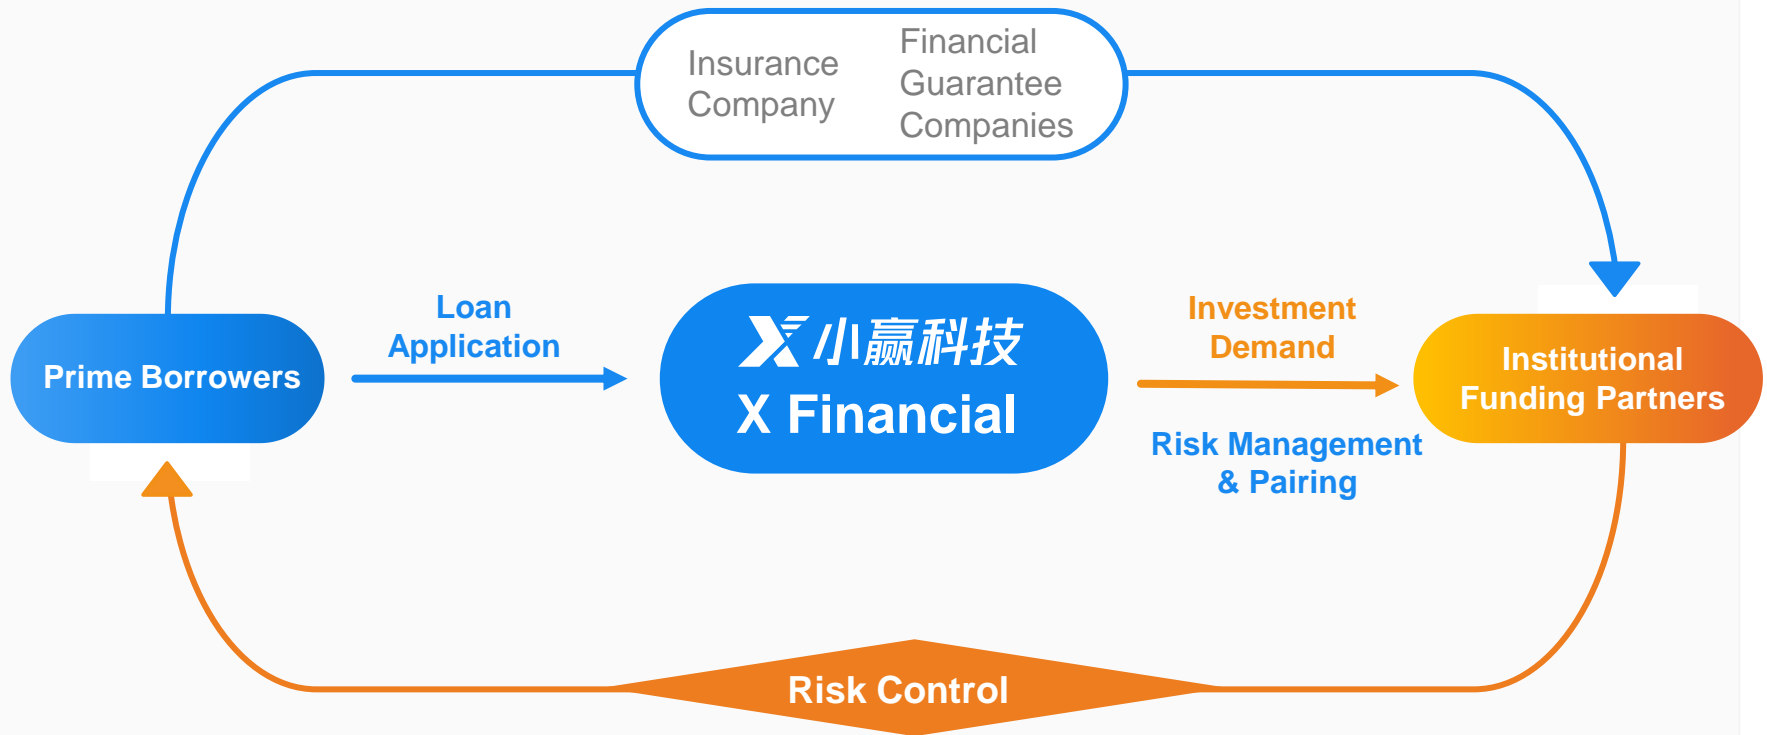 Insurance
Company
Financial
Guarantee
Companies
Prime Borrowers
Loan
Application
小赢科技
X Financial
Investment
Demand
Risk Management
& Pairing
Institutional
Funding Partners
Risk Control